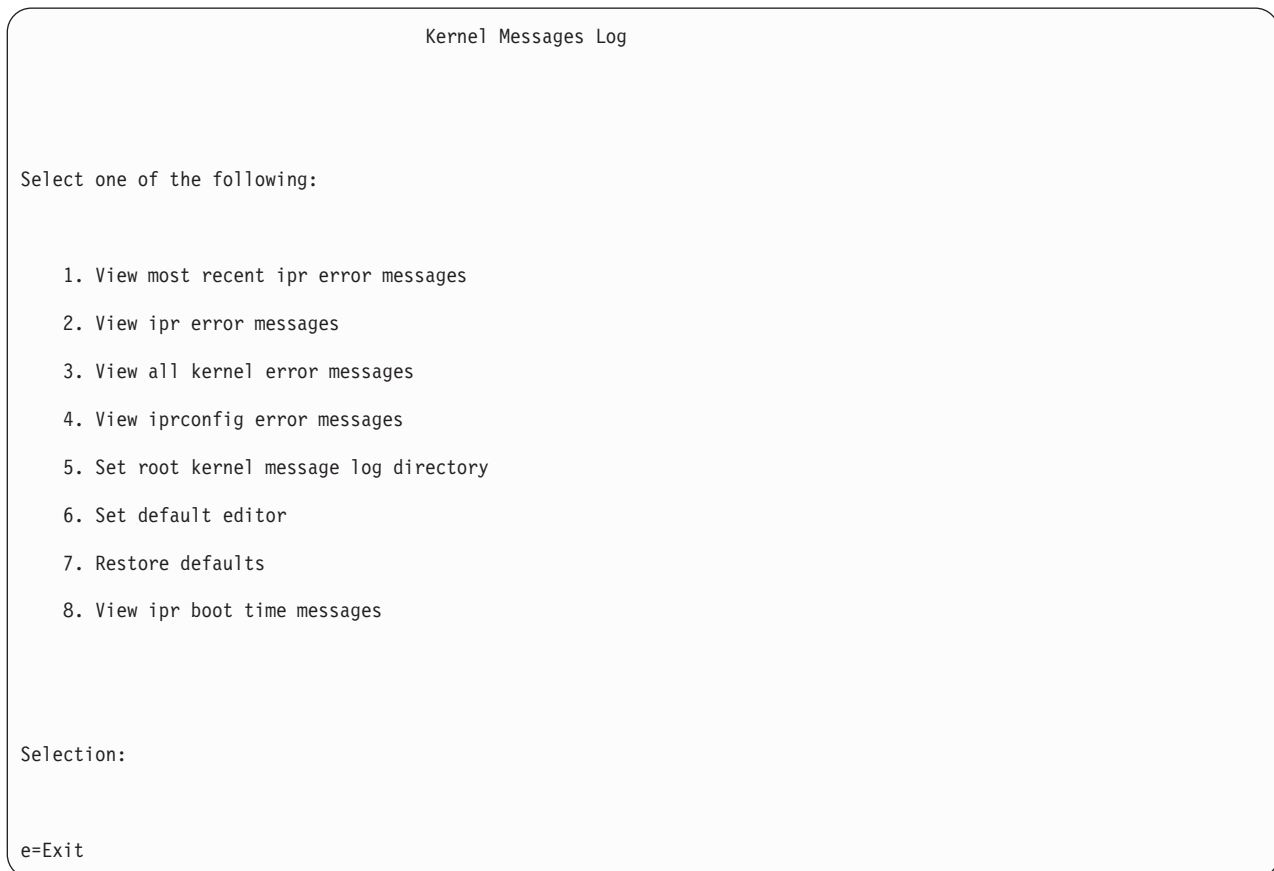 Kernel Messages Log
Select one of the following:
1. View most recent ipr error messages
2. View ipr error messages
3. View all kernel error messages
4. View iprconfig error messages
5. Set root kernel message log directory
6. Set default editor
7. Restore defaults
8. View ipr boot time messages
Selection:
e=Exit